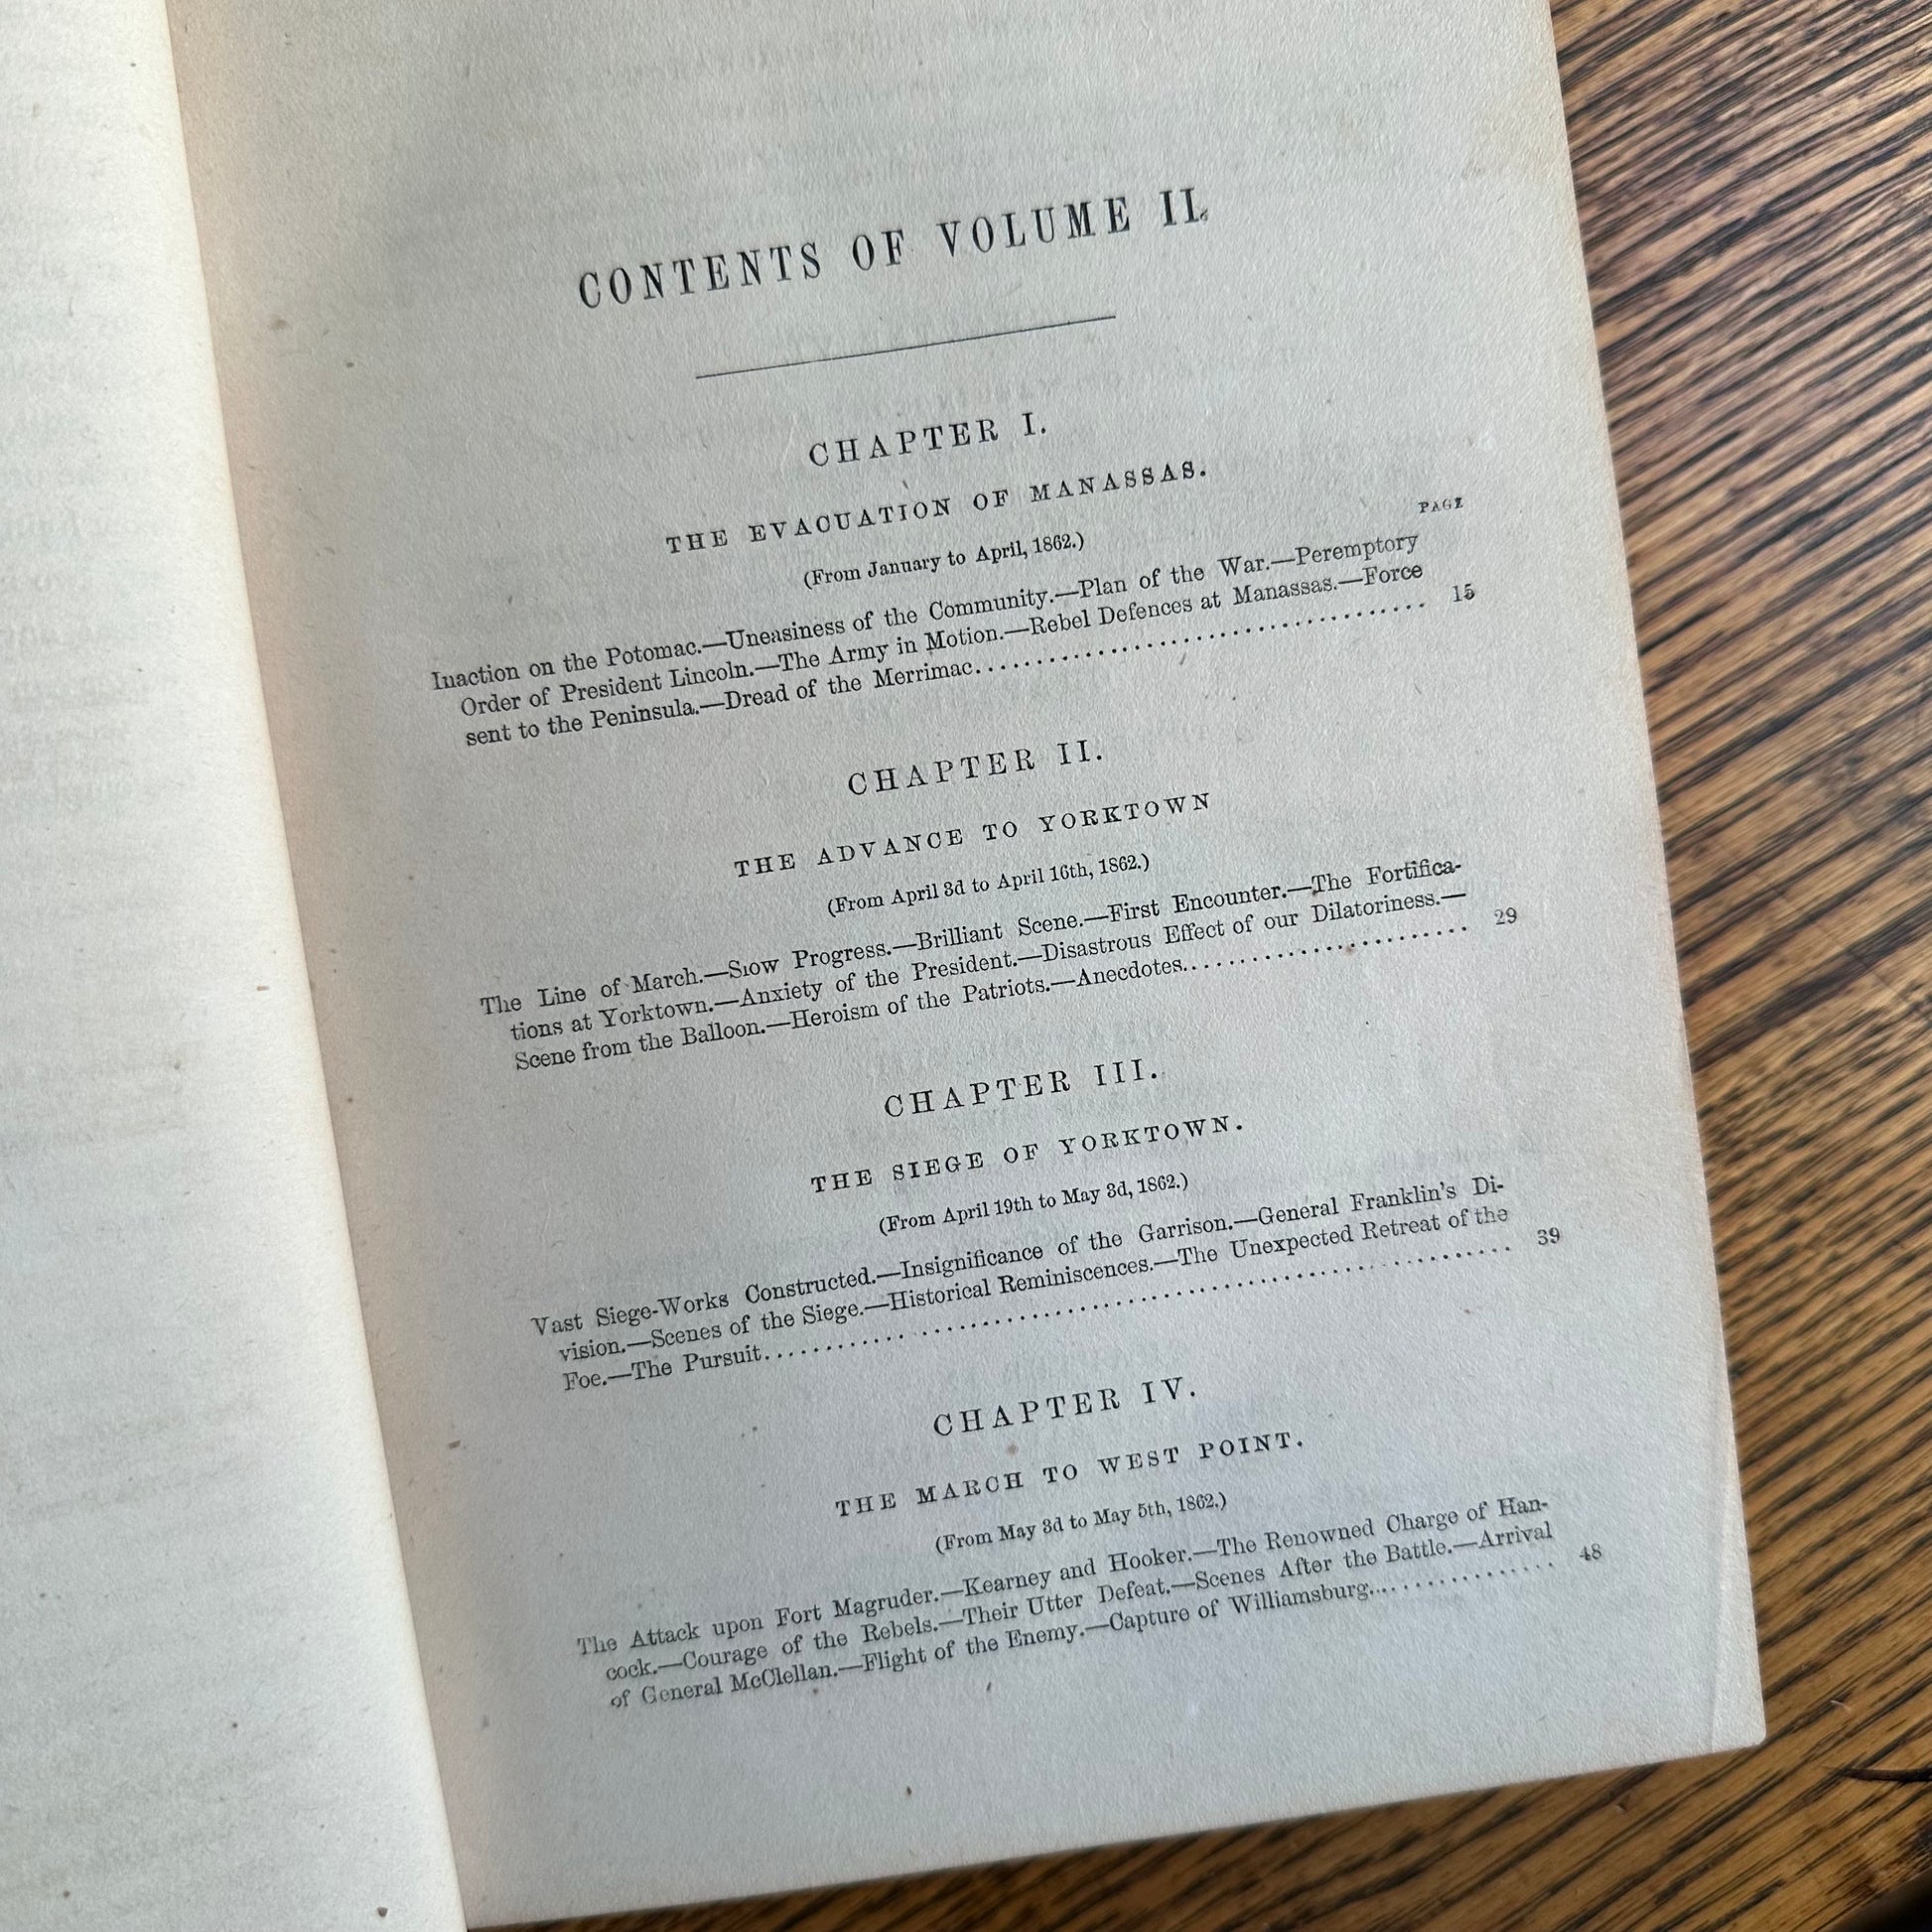 CONTENTS OF VOLUME II.
CHAPTER I.
THE EVACUATION OF MANASSAS.
(From January to April, 1862.)
PAGE
Inaction on the Potomac.—Uneasiness of the Community.—Plan of the War.—Peremptory
Order of President Lincoln.—The Army in Motion.—Rebel Defences at Manassas.—Force
sent to the Peninsula.—Dread of the Merrimac.................................... 15
CHAPTER II.
THE ADVANCE TO YORKTOWN
(From April 3d to April 16th, 1862.)
The Line of March.—Slow Progress.—Brilliant Scene.—First Encounter.—The Fortifica-
tions at Yorktown.—Anxiety of the President.—Disastrous Effect of our Dilatoriness.—
Scene from the Balloon.—Heroism of the Patriots.—Anecdotes........................ 29
CHAPTER III.
THE SIEGE OF YORKTOWN.
(From April 19th to May 3d, 1862.)
Vast Siege-Works Constructed.—Insignificance of the Garrison.—General Franklin's Di-
vision.—Scenes of the Siege.—Historical Reminiscences.—The Unexpected Retreat of the
Foe.—The Pursuit............................................................ 39
CHAPTER IV.
THE MARCH TO WEST POINT.
(From May 3d to May 5th, 1862.)
The Attack upon Fort Magruder.—Kearney and Hooker.—The Renowned Charge of Han-
cock.—Courage of the Rebels.—Their Utter Defeat.—Scenes After the Battle.—Arrival
of General McClellan.—Flight of the Enemy.—Capture of Williamsburg................ 48